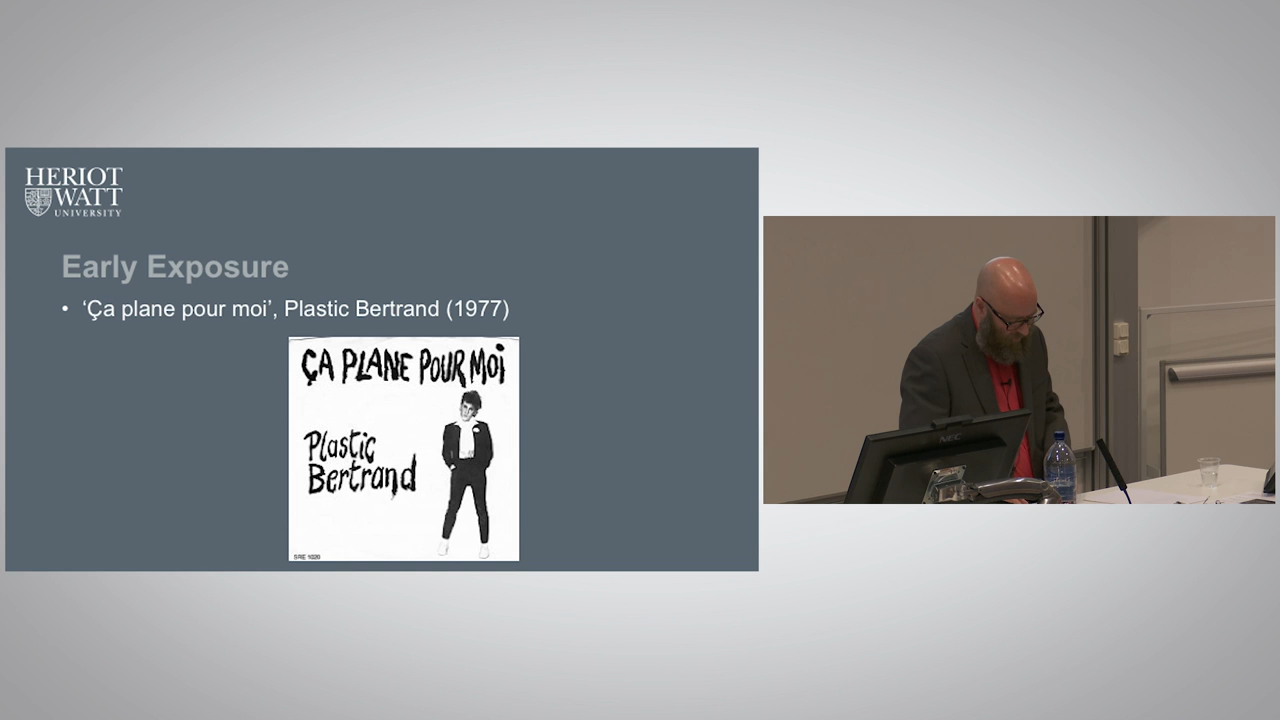 HERIOT
WATT
UNIVERSITY
Early Exposure
• ‘Ça plane pour moi’, Plastic Bertrand (1977)
ÇA PLANE POUR MOi
Plastic
Bertrand
SRE 1020
NEC